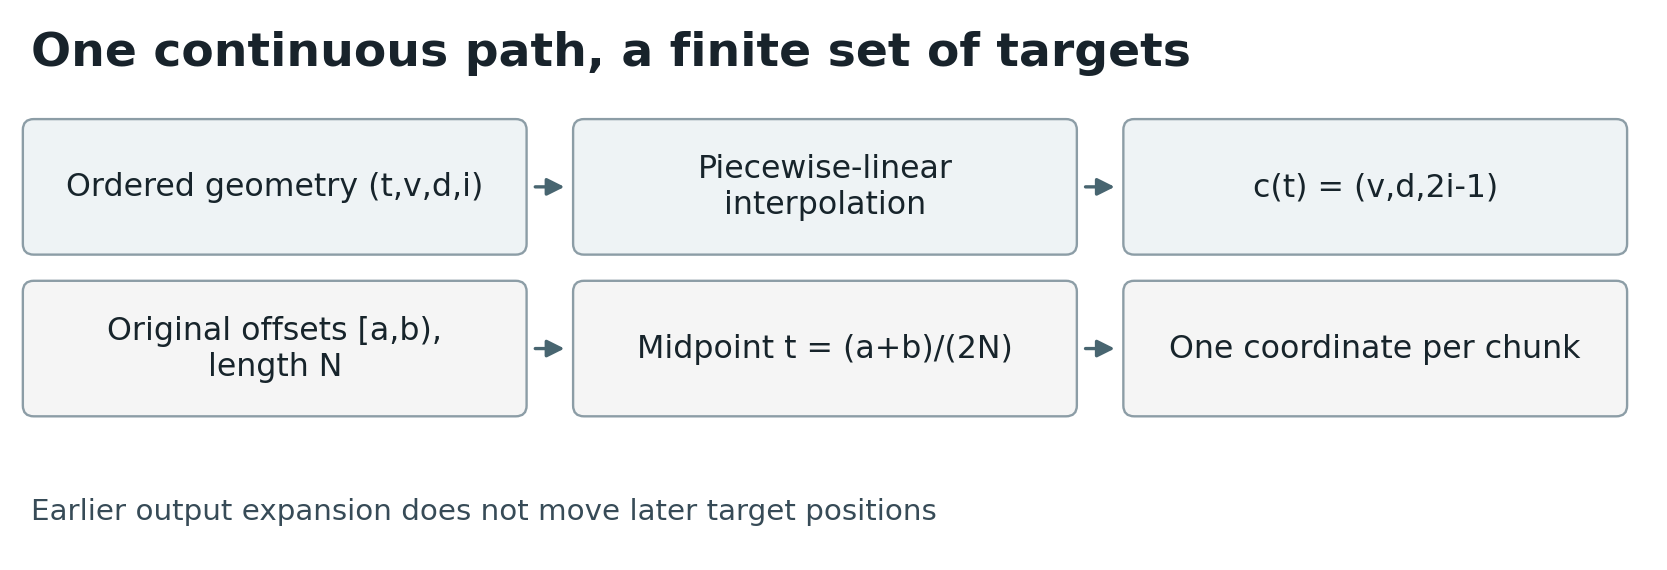 One continuous path, a finite set of targets
Ordered geometry (t,v,d,i)
Piecewise-linear
interpolation
c(t) = (v,d,2i-1)
Original offsets [a,b),
length N
Midpoint t = (a+b)/(2N)
One coordinate per chunk
Earlier output expansion does not move later target positions